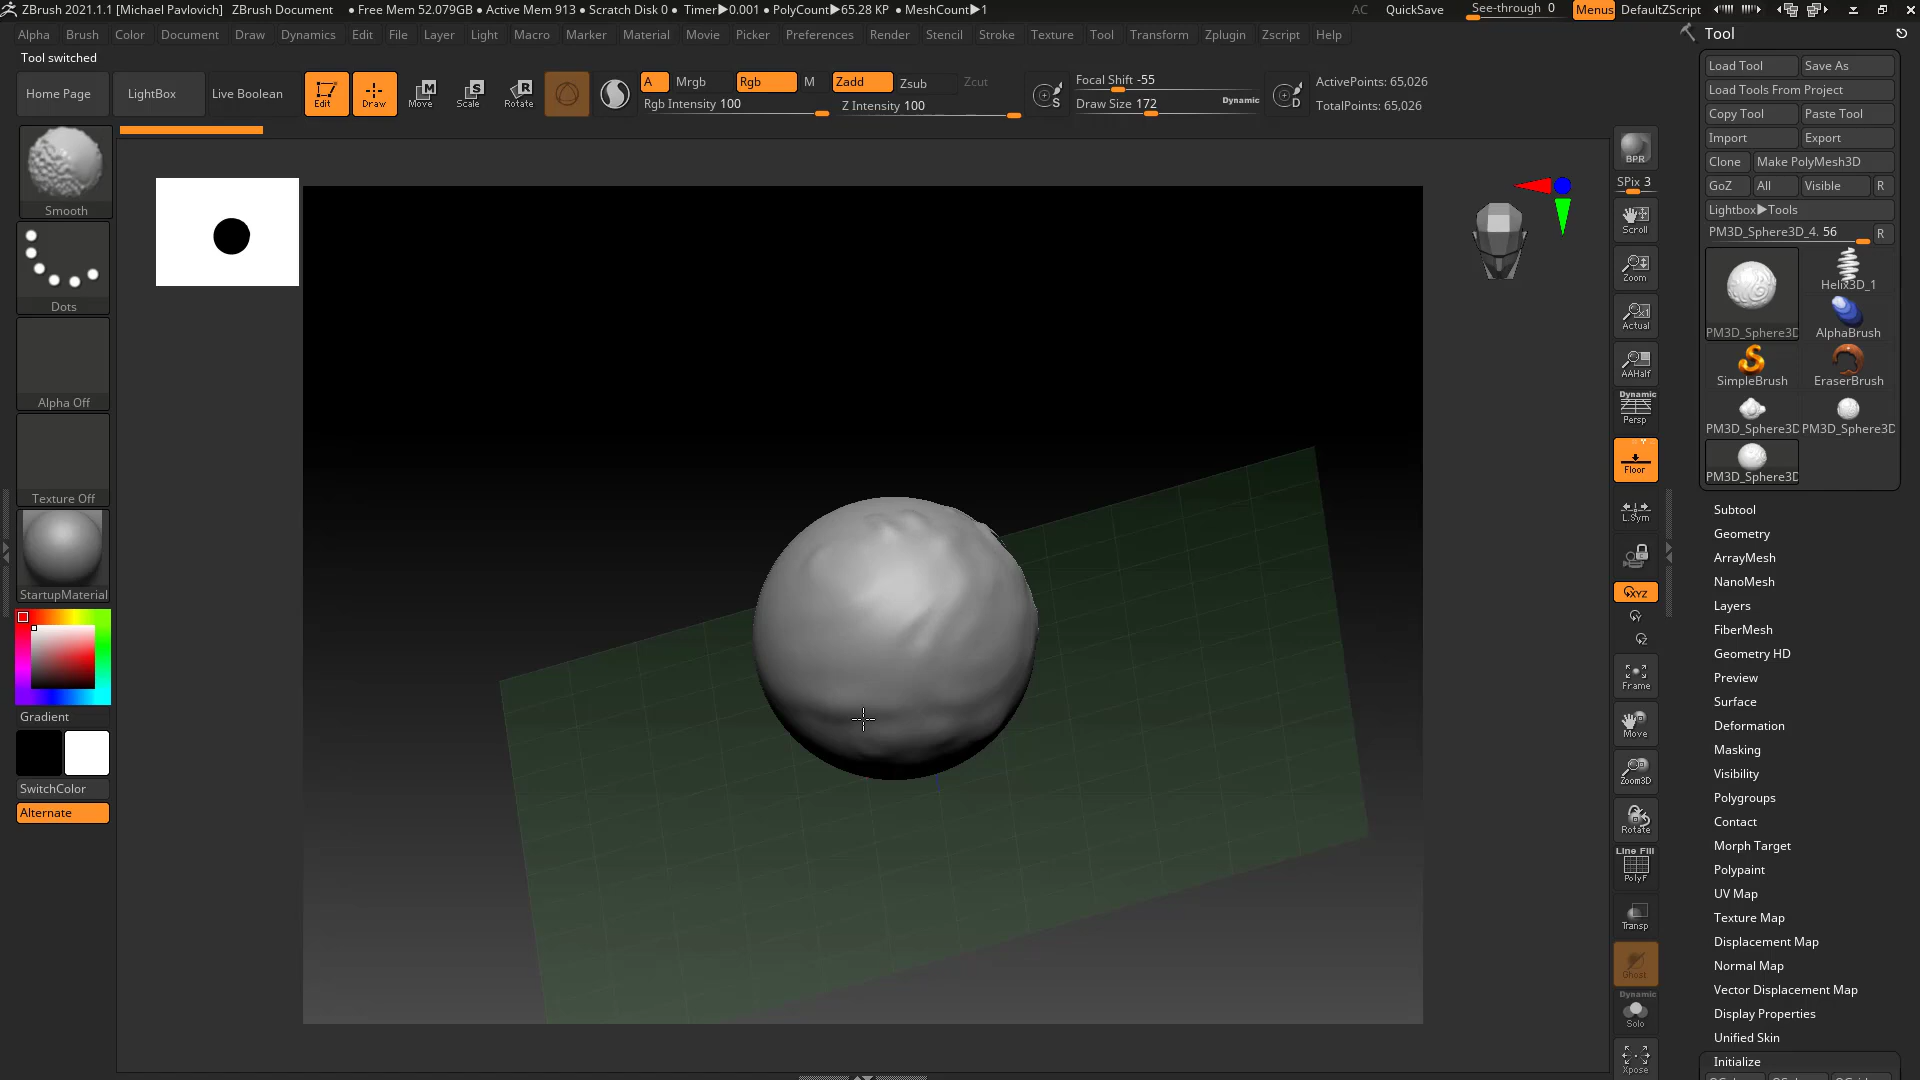 ZBrush 2021.1.1 [Michael Pavlovich] ZBrush Document • Free Mem 52.079GB • Active Mem 913 • Scratch Disk 0 • Timer▶0.001 • PolyCount▶65.28 KP • MeshCount▶1 AC QuickSave See-through 0 Menus DefaultZScript
Alpha Brush Color Document Draw Dynamics Edit File Layer Light Macro Marker Material Movie Picker Preferences Render Stencil Stroke Texture Tool Transform Zplugin Zscript Help
Tool switched
Home Page LightBox Live Boolean Edit Draw Move Scale Rotate
A Mrgb Rgb M Zadd Zsub Zcut
Rgb Intensity 100 Z Intensity 100
S
Focal Shift -55
Draw Size 172 Dynamic
D
ActivePoints: 65,026
TotalPoints: 65,026
Smooth
Dots
Alpha Off
Texture Off
StartupMaterial
Gradient
SwitchColor
Alternate
BPR
SPix 3
Scroll
Zoom
Actual
AAHalf
Dynamic
Persp
Floor
L.Sym
XYZ
Y
Z
Frame
Move
Zoom3D
Rotate
Line Fill
PolyF
Transp
Ghost
Dynamic
Solo
Xpose
Tool
Load Tool Save As
Load Tools From Project
Copy Tool Paste Tool
Import Export
Clone Make PolyMesh3D
GoZ All Visible R
Lightbox▶Tools
PM3D_Sphere3D_4. 56 R
Helix3D_1
PM3D_Sphere3D AlphaBrush
SimpleBrush EraserBrush
PM3D_Sphere3D PM3D_Sphere3D
PM3D_Sphere3D
Subtool
Geometry
ArrayMesh
NanoMesh
Layers
FiberMesh
Geometry HD
Preview
Surface
Deformation
Masking
Visibility
Polygroups
Contact
Morph Target
Polypaint
UV Map
Texture Map
Displacement Map
Normal Map
Vector Displacement Map
Display Properties
Unified Skin
Initialize